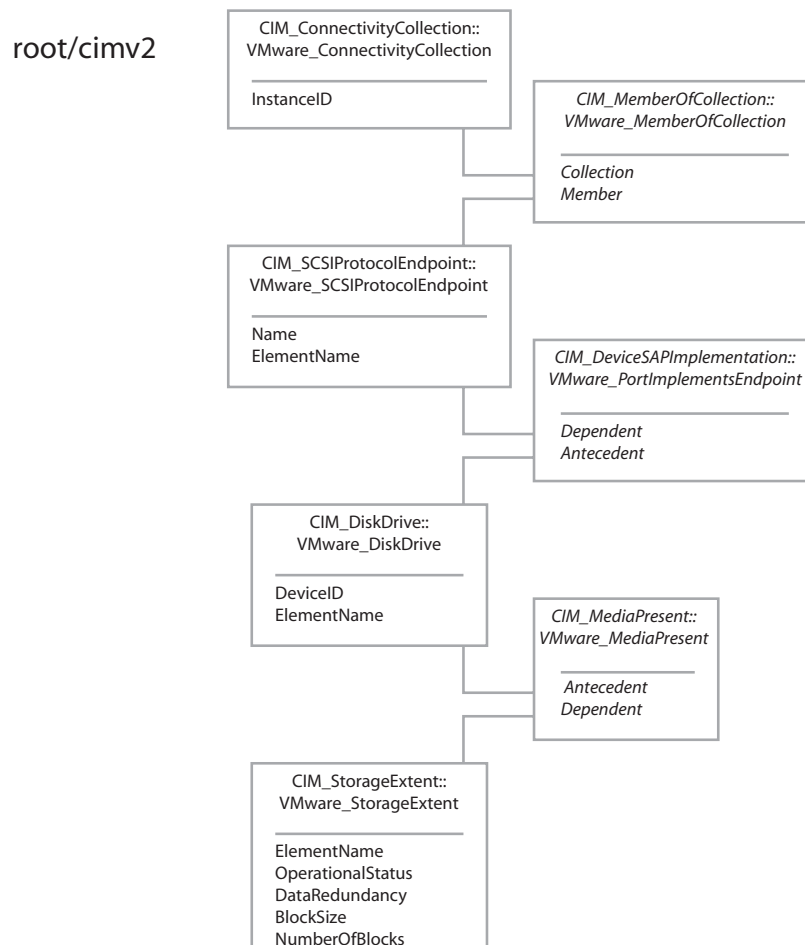 root/cimv2
CIM_ConnectivityCollection::
VMware_ConnectivityCollection
InstanceID
CIM_MemberOfCollection::
VMware_MemberOfCollection
Collection
Member
CIM_SCSIProtocolEndpoint::
VMware_SCSIProtocolEndpoint
Name
ElementName
CIM_DeviceSAPImplementation::
VMware_PortImplementsEndpoint
Dependent
Antecedent
CIM_DiskDrive::
VMware_DiskDrive
DeviceID
ElementName
CIM_MediaPresent::
VMware_MediaPresent
Antecedent
Dependent
CIM_StorageExtent::
VMware_StorageExtent
ElementName
OperationalStatus
DataRedundancy
BlockSize
NumberOfBlocks